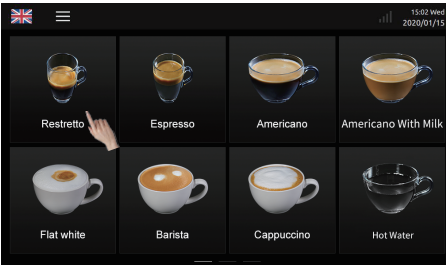 15:02 Wed
2020/01/15
Restretto
Espresso
Americano
Americano With Milk
Flat white
Barista
Cappuccino
Hot Water